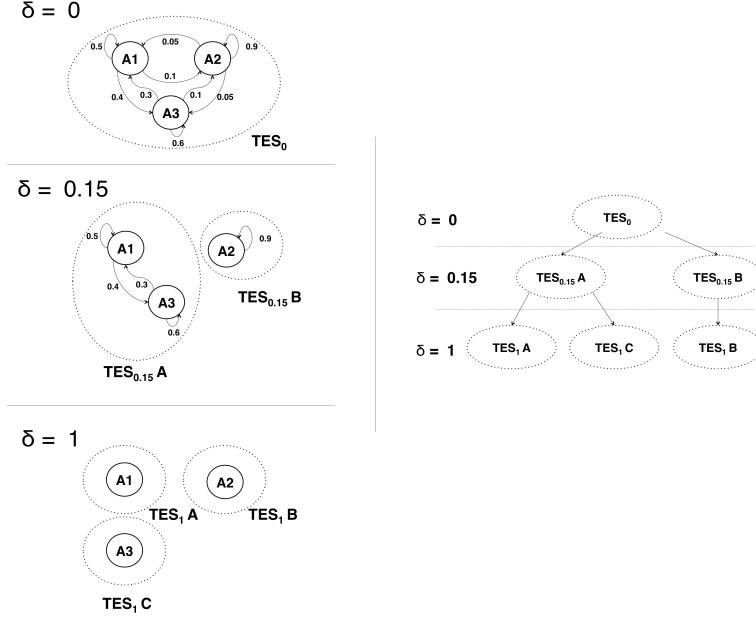 δ = 0
0.5
A1
0.05
A2
0.9
0.1
0.4
0.3
0.1
0.05
A3
0.6
TES₀
δ = 0.15
0.5
A1
A2
0.9
0.4
0.3
A3
0.6
TES₀.₁₅ B
TES₀.₁₅ A
δ = 1
A1
A2
TES₁ A
TES₁ B
A3
TES₁ C
δ = 0
TES₀
δ = 0.15
TES₀.₁₅ A
TES₀.₁₅ B
δ = 1
TES₁ A
TES₁ C
TES₁ B